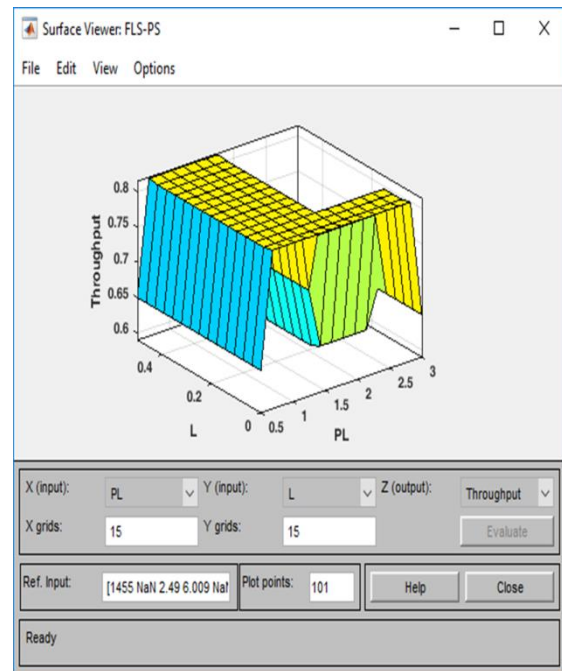 Surface Viewer: FLS-PS
File Edit View Options
0.8
0.75
0.7
0.65
0.6
Throughput
0.4
0.2
0
L
0.5
1
1.5
2
2.5
3
PL
X (input): PL Y (input): L Z (output): Throughput
X grids: 15 Y grids: 15 Evaluate
Ref. Input: [1455 NaN 2.49 6.009 NaN Plot points: 101 Help Close
Ready